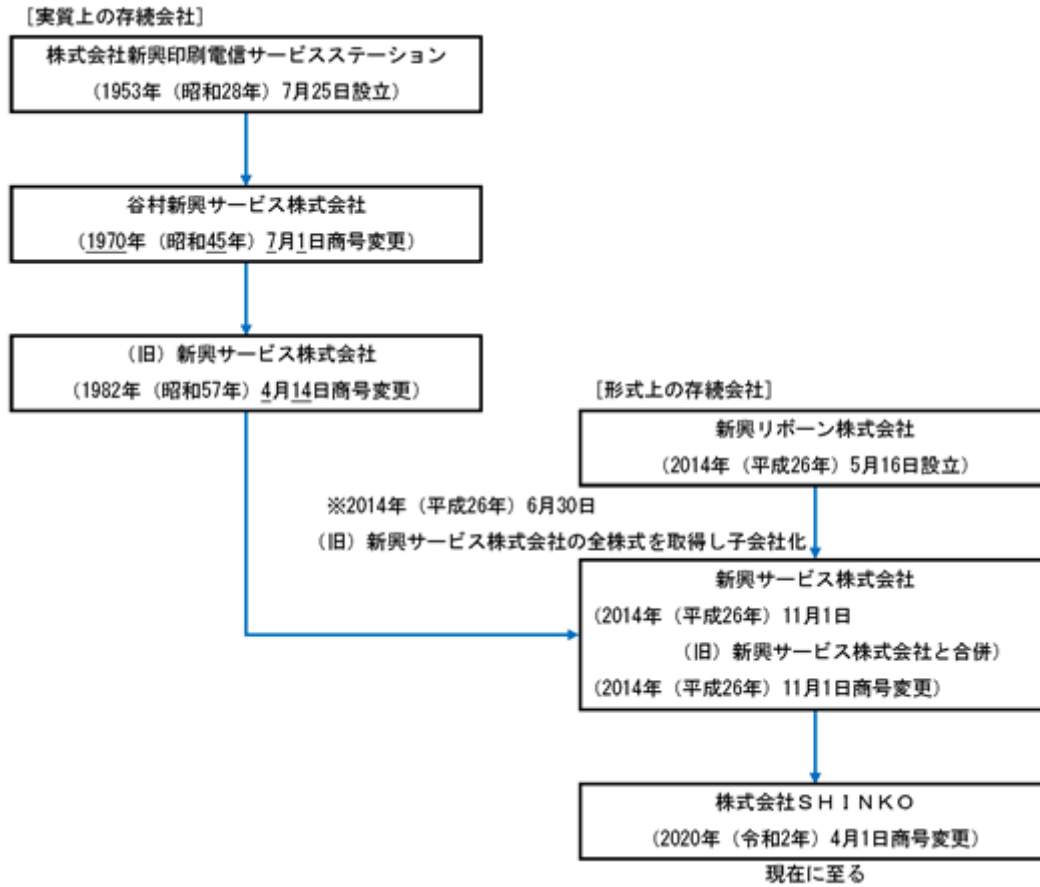 [実質上の存続会社]
株式会社新興印刷電信サービスステーション
(1953年（昭和28年）7月25日設立）
谷村新興サービス株式会社
(1970年（昭和45年）7月1日商号変更）
（旧）新興サービス株式会社
(1982年（昭和57年）4月14日商号変更）
[形式上の存続会社]
新興リボーン株式会社
（2014年（平成26年）5月16日設立）
※2014年（平成26年）6月30日
（旧）新興サービス株式会社の全株式を取得し子会社化
新興サービス株式会社
(2014年（平成26年）11月1日
（旧）新興サービス株式会社と合併）
(2014年（平成26年）11月1日商号変更）
株式会社ＳＨＩＮＫＯ
（2020年（令和2年）4月1日商号変更）
現在に至る